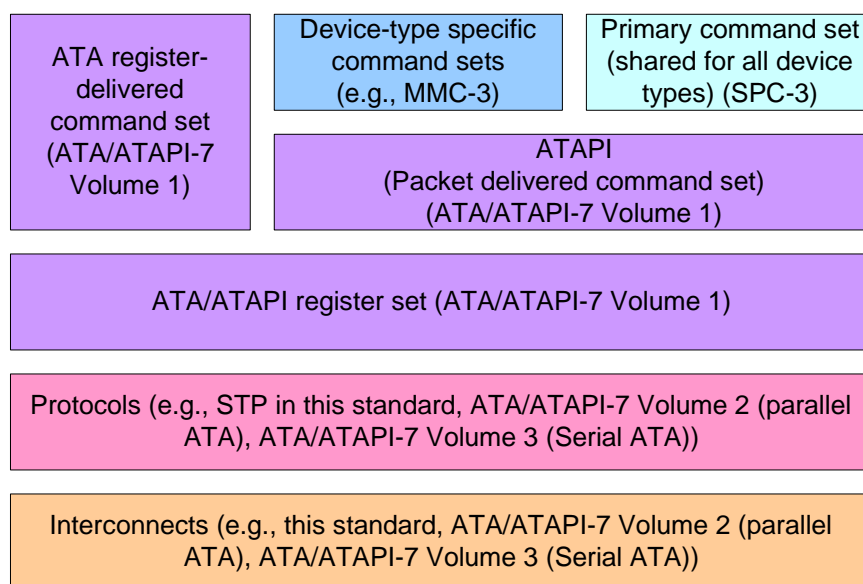 ATA register-
delivered
command set
(ATA/ATAPI-7
Volume 1)
Device-type specific
command sets
(e.g., MMC-3)
Primary command set
(shared for all device
types) (SPC-3)
ATAPI
(Packet delivered command set)
(ATA/ATAPI-7 Volume 1)
ATA/ATAPI register set (ATA/ATAPI-7 Volume 1)
Protocols (e.g., STP in this standard, ATA/ATAPI-7 Volume 2 (parallel
ATA), ATA/ATAPI-7 Volume 3 (Serial ATA))
Interconnects (e.g., this standard, ATA/ATAPI-7 Volume 2 (parallel
ATA), ATA/ATAPI-7 Volume 3 (Serial ATA))